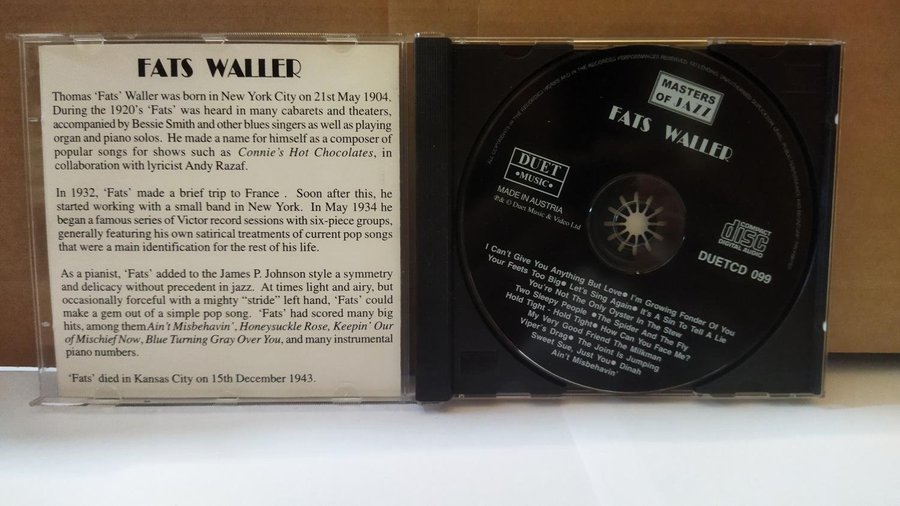 FATS WALLER
Thomas ‘Fats’ Waller was born in New York City on 21st May 1904.
During the 1920’s ‘Fats’ was heard in many cabarets and theaters,
accompanied by Bessie Smith and other blues singers as well as playing
organ and piano solos. He made a name for himself as a composer of
popular songs for shows such as Connie’s Hot Chocolates, in
collaboration with lyricist Andy Razaf.
In 1932, ‘Fats’ made a brief trip to France . Soon after this, he
started working with a small band in New York. In May 1934 he
began a famous series of Victor record sessions with six-piece groups,
generally featuring his own satirical treatments of current pop songs
that were a main identification for the rest of his life.
As a pianist, ‘Fats’ added to the James P. Johnson style a symmetry
and delicacy without precedent in jazz. At times light and airy, but
occasionally forceful with a mighty “stride” left hand, ‘Fats’ could
make a gem out of a simple pop song. ‘Fats’ had scored many big
hits, among them Ain’t Misbehavin’, Honeysuckle Rose, Keepin’ Our
of Mischief Now, Blue Turning Gray Over You, and many instrumental
piano numbers.
‘Fats’ died in Kansas City on 15th December 1943.
MASTERS
OF JAZZ
FATS WALLER
DUET
•MUSIC•
MADE IN AUSTRIA
P& © Duet Music & Video Ltd
COMPACT
disc
DIGITAL AUDIO
DUETCD 099
I Can't Give You Anything But Love● I'm Growing Fonder Of You
Your Feets Too Big● Let's Sing Again● It's A Sin To Tell A Lie
You're Not The Only Oyster In The Stew
Two Sleepy People ●The Spider And The Fly
Hold Tight - Hold Tight● How Can You Face Me?
My Very Good Friend The Milkman
Viper's Drag● The Joint Is Jumping
Sweet Sue, Just You● Dinah
Ain't Misbehavin'